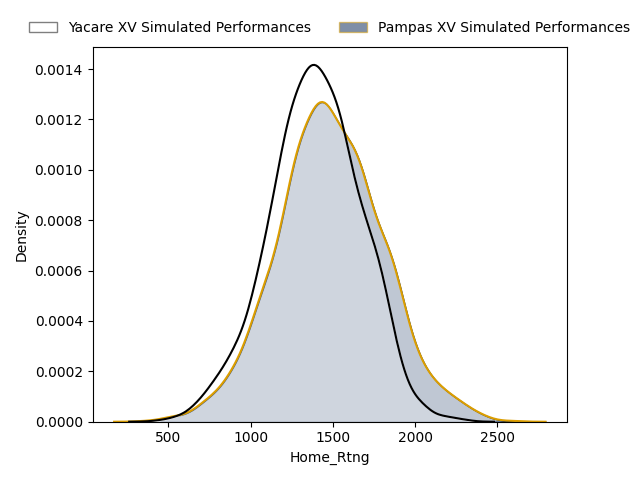 Yacare XV Simulated Performances Pampas XV Simulated Performances
0.0014
0.0012
0.0010
0.0008
0.0006
0.0004
0.0002
0.0000
Density
500 1000 1500 2000 2500
Home_Rtng